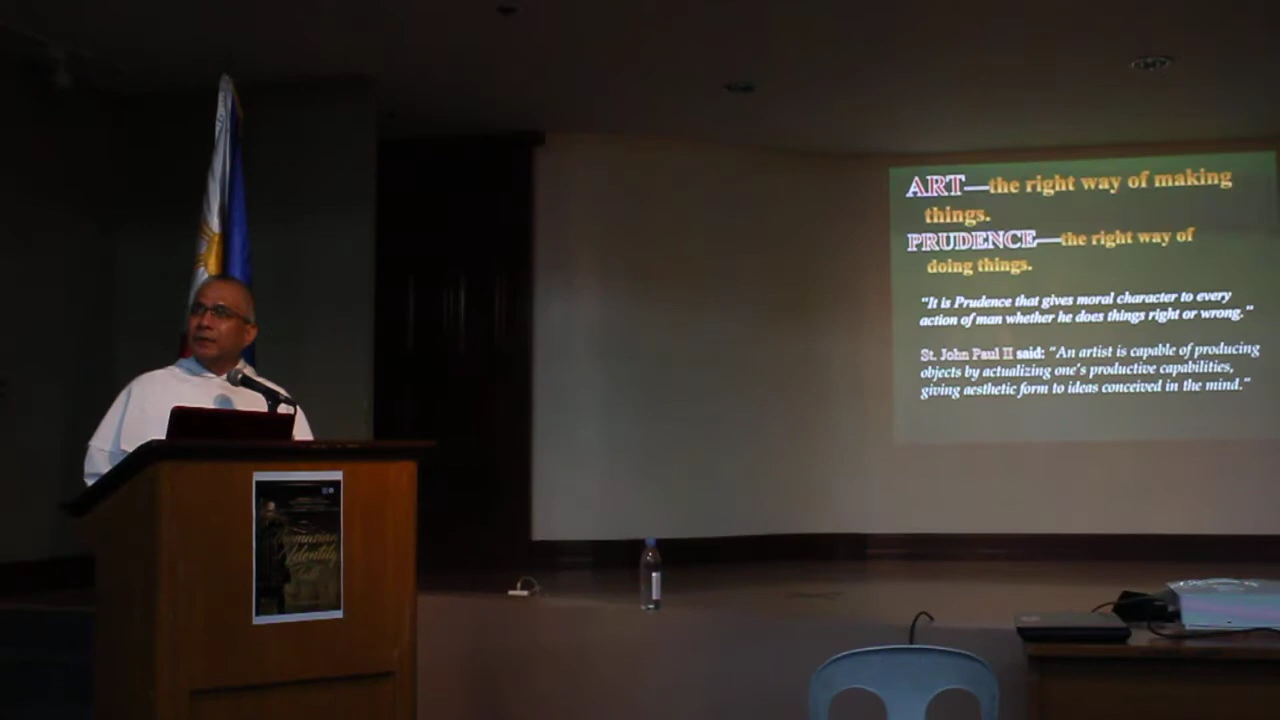 ART—the right way of making
things.
PRUDENCE—the right way of
doing things.
"It is Prudence that gives moral character to every
action of man whether he does things right or wrong."
St. John Paul II said: "An artist is capable of producing
objects by actualizing one's productive capabilities,
giving aesthetic form to ideas conceived in the mind."
Thomasian
Identity